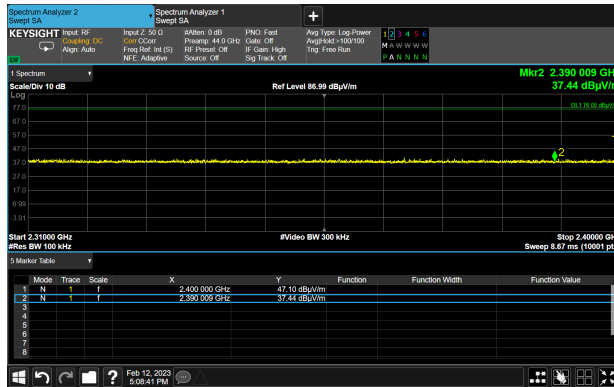 Spectrum Analyzer 2
Swept SA
Spectrum Analyzer 1
Swept SA
+
KEYSIGHT
Input: RF
Coupling: DC
Align: Auto
Input Z: 50 Ω
Corr CCorr
Freq Ref: Int (S)
NFE: Adaptive
#Atten: 0 dB
Preamp: 44.0 GHz
RF Preset: Off
Source: Off
PNO: Fast
Gate: Off
IF Gain: High
Sig Track: Off
Avg Type: Log-Power
Avg|Hold:>100/100
Trig: Free Run
1 2 3 4 5 6
M A W W W W
P A N N N N
1 Spectrum
Scale/Div 10 dB
Ref Level 86.99 dBµV/m
Mkr2 2.390 009 GH
37.44 dBµV/
Log
DL1 76.00 dBµV/
77.0
67.0
57.0
47.0
37.0
27.0
17.0
6.99
-3.01
2
Start 2.31000 GHz
#Res BW 100 kHz
#Video BW 300 kHz
Stop 2.40000 GH
Sweep 8.67 ms (10001 pt
5 Marker Table
Mode Trace Scale X Y Function Function Width Function Value
1 N 1 f 2.400 000 GHz 47.10 dBµV/m
2 N 1 f 2.390 009 GHz 37.44 dBµV/m
3
4
5
6
7
8
?
Feb 12, 2023
5:08:41 PM